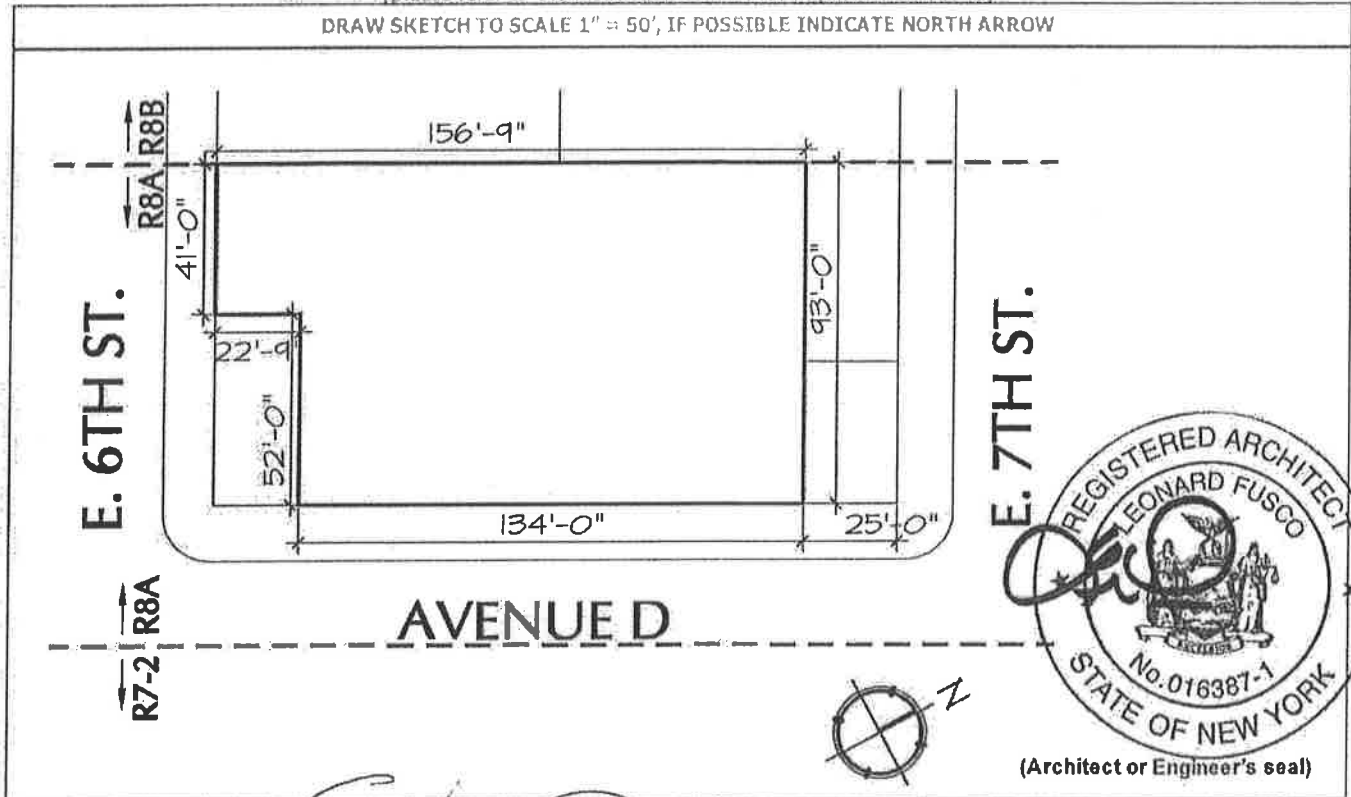 DRAW SKETCH TO SCALE 1" = 50', IF POSSIBLE INDICATE NORTH ARROW
R8B
R8A
156'-9"
41'-0"
93'-0"
22'-9
52'-0"
E. 6TH ST.
E. 7TH ST.
134'-0"
25'-0"
R8A
R7-2
AVENUE D
N
REGISTERED ARCHITECT
LEONARD FUSCO
EXCELSIOR
No.016387-1
STATE OF NEW YORK
(Architect or Engineer's seal)